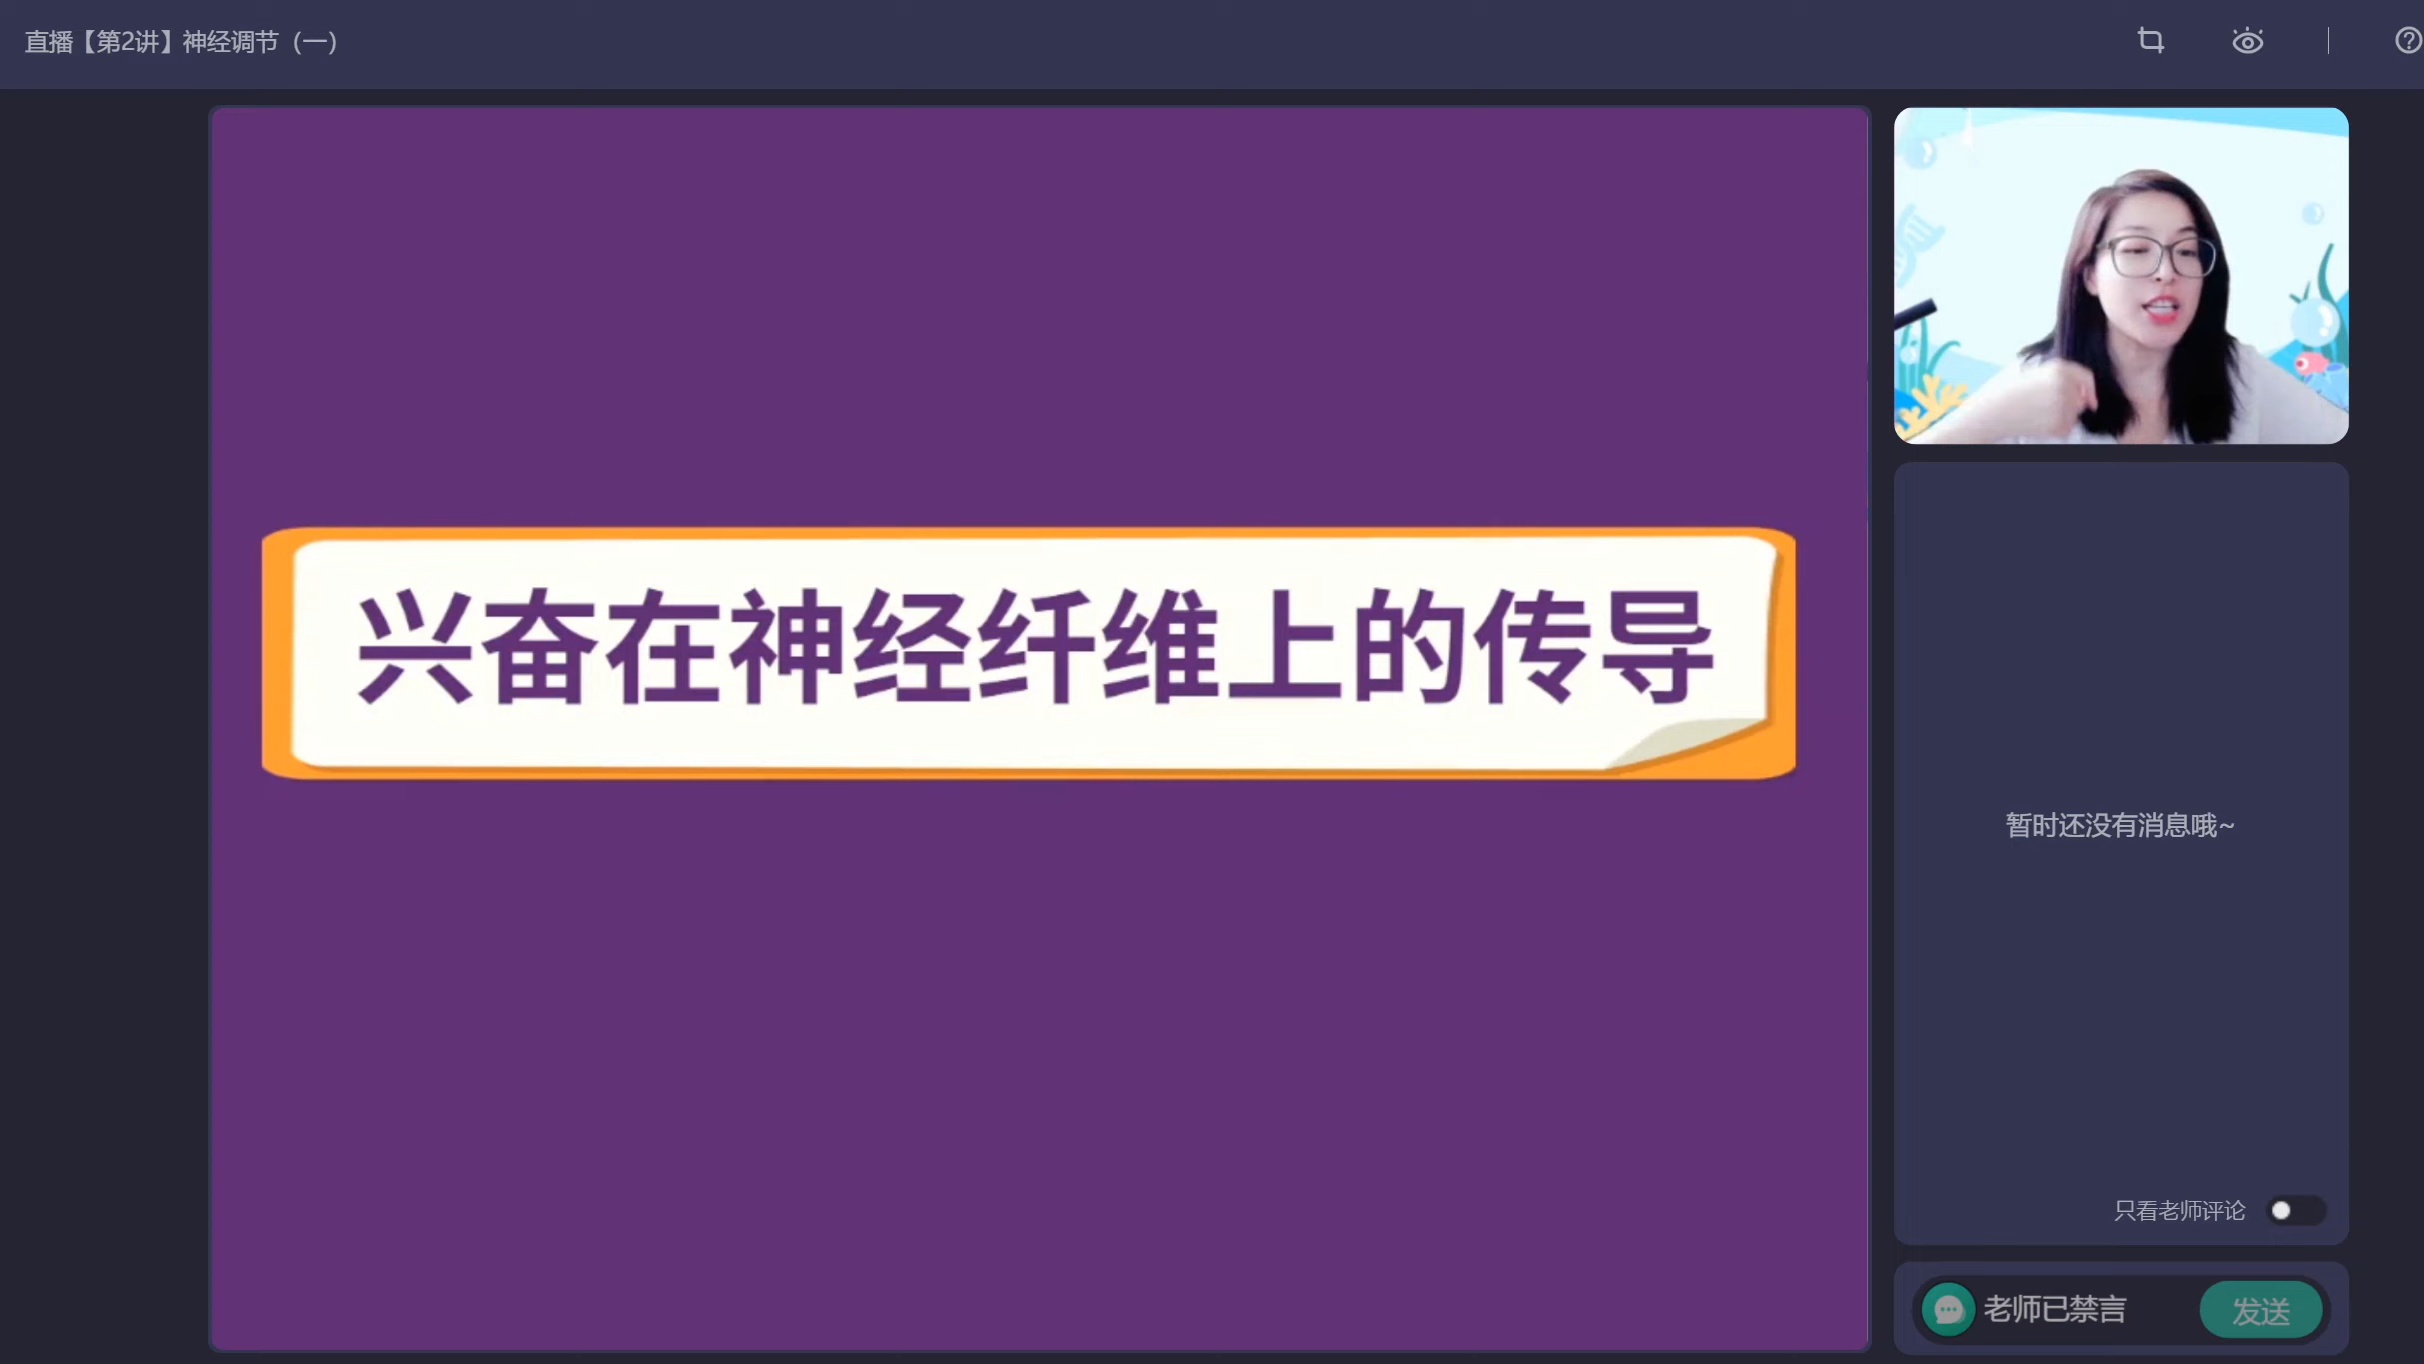 直播【第2讲】神经调节（一）
兴奋在神经纤维上的传导
暂时还没有消息哦~
只看老师评论
老师已禁言
发送